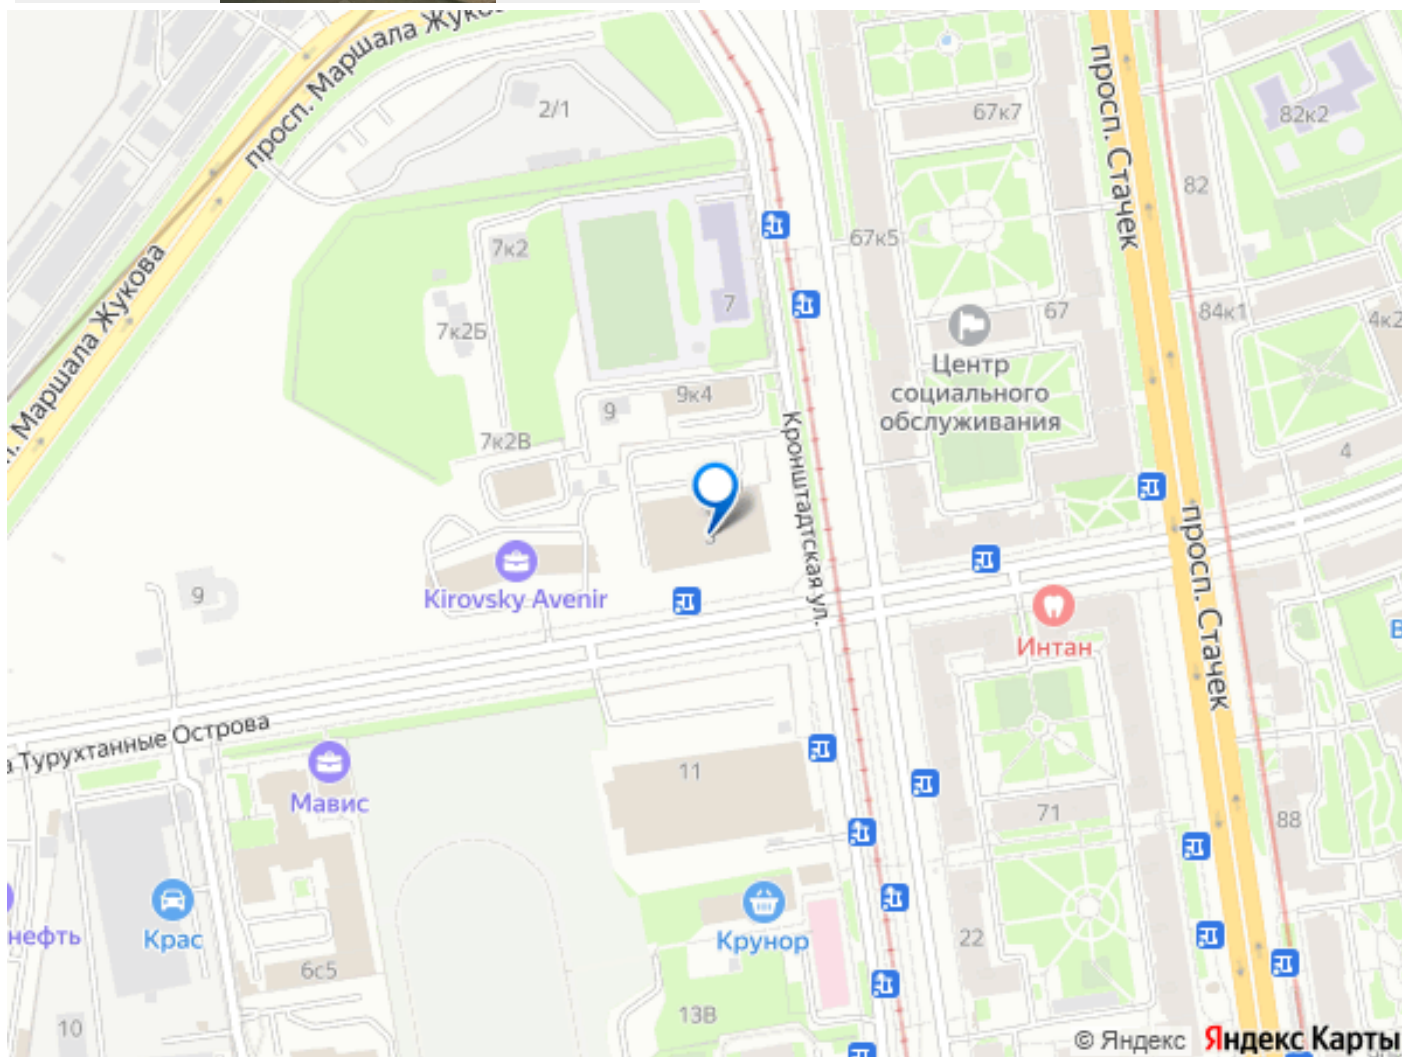 просп. Маршала Жукова
2/1
67к7
просп. Стачек
82к2
82
7к2
67к5
7
67
84к1
4к2
7к2Б
Центр
социального
обслуживания
Маршала Жукова
9к4
9
7к2В
Кронштадтская ул.
4
Kirovsky Avenir
9
просп. Стачек
Интан
Турухтанные Острова
11
Мавис
71
88
нефть
Крас
Крунор
22
6с5
10
13В
© Яндекс Яндекс Карты